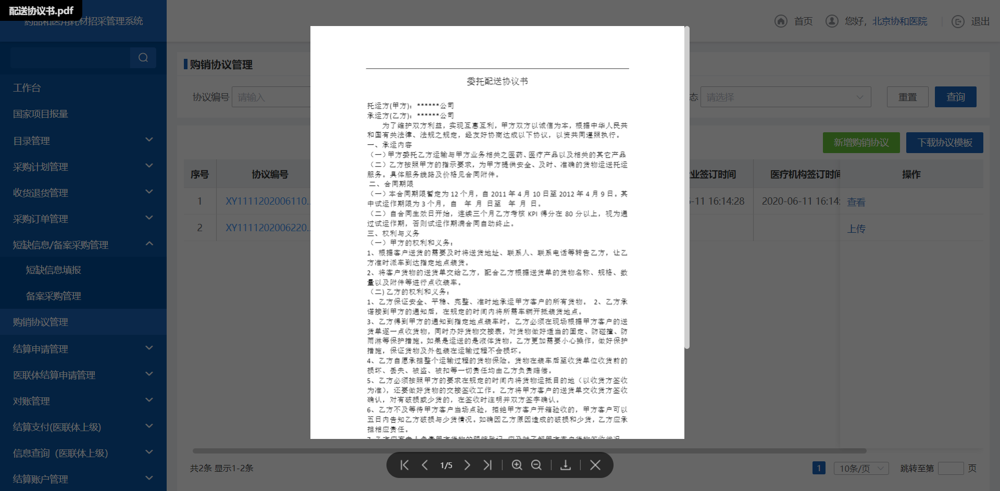 配送协议书.pdf
药品和医用耗材招采管理系统
首页
您好，北京协和医院
退出
工作台
国家项目报量
目录管理
采购计划管理
收货退货管理
采购订单管理
短缺信息/备案采购管理
短缺信息填报
备案采购管理
购销协议管理
结算申请管理
医联体结算申请管理
对账管理
结算支付(医联体上级)
信息查询（医联体上级）
结算账户管理
购销协议管理
协议编号
请输入
态
请选择
重置
查询
新增购销协议
下载协议模板
序号
协议编号
业签订时间
医疗机构签订时间
操作
1
XY1111202006110...
-11 16:14:28
2020-06-11 16:14:
查看
2
XY1111202006220...
上传
委托配送协议书
托运方(甲方)：******公司
承运方(乙方)：******公司
为了维护双方利益，实现互惠互利，甲方双方以诚信为本，根据中华人民共
和国有关法律、法规之规定，经友好协商达成以下协议，以资共同遵照执行。
一、承运内容
（一)甲方委托乙方运输与甲方业务相关之医药、医疗产品以及相关的其它产品
（二）乙方按照甲方的指示要求，为甲方提供安全、及时、准确的货物运送托运
服务。具体服务线路及价格见合同附件。
二、合同期限
（一）本合同期限暂定为 12 个月，自 2011 年 4 月 10 日至 2012 年 4 月 9 日。其
中试运作期限为 3 个月，自 年 月 日至 年 月 日。
（二）自合同生效日开始，连续三个月乙方考核 KPI 得分在 80 分以上，视为通
过试运作期，否则试运作期满合同自动终止。
三、权利与义务
（一）甲方的权利和义务：
1、根据客户送货的需要及时将送货地址、联系人、联系电话等转告乙方，让乙
方准时派车到达指定地点装货。
2、将客户货物的送货单交给乙方，配合乙方根据送货单的货物名称、规格、数
量以及附件等进行点收装车。
（二) 乙方的权利和义务：
1、乙方保证安全、平稳、完整、准时地承运甲方客户的所有货物。 2、乙方承
诺接到甲方的通知后，在规定的时间内将所需车辆开抵装货地点。
3、乙方得到甲方的通知到指定地点装车时，乙方必须在现场根据甲方客户的送
货单逐一点收货物，同时办好货物交接表，对货物做好适当的固定、防碰撞、防
雨淋等保护措施。如果是运送的是液体货物，乙方更加需要小心操作，做好保护
措施，保证货物及外包装在运输过程不会损坏。
4、乙方自愿承担整个运输过程的货物保险。货物在装车后至收货单位收货前的
损坏、丢失、被盗、被扣等一切责任均由乙方负责赔偿。
5、乙方必须按照甲方的要求在规定的时间内将货物运抵目的地（以收货方签收
为准），还要做好货物的交接签收工作。乙方将甲方客户的送货单交收货方签收
确认，对有破损或少货的，在签收时注明并双方签字确认。
6、乙方不及等待甲方客户当场点验，拒绝甲方客户开箱验收的，甲方客户可以
五日内告知乙方破损与少货情况。如确因乙方原因造成的破损和少货，乙方应承
担相应责任。
1/5
共2条 显示1-2条
1
10条/页
跳转至第
页